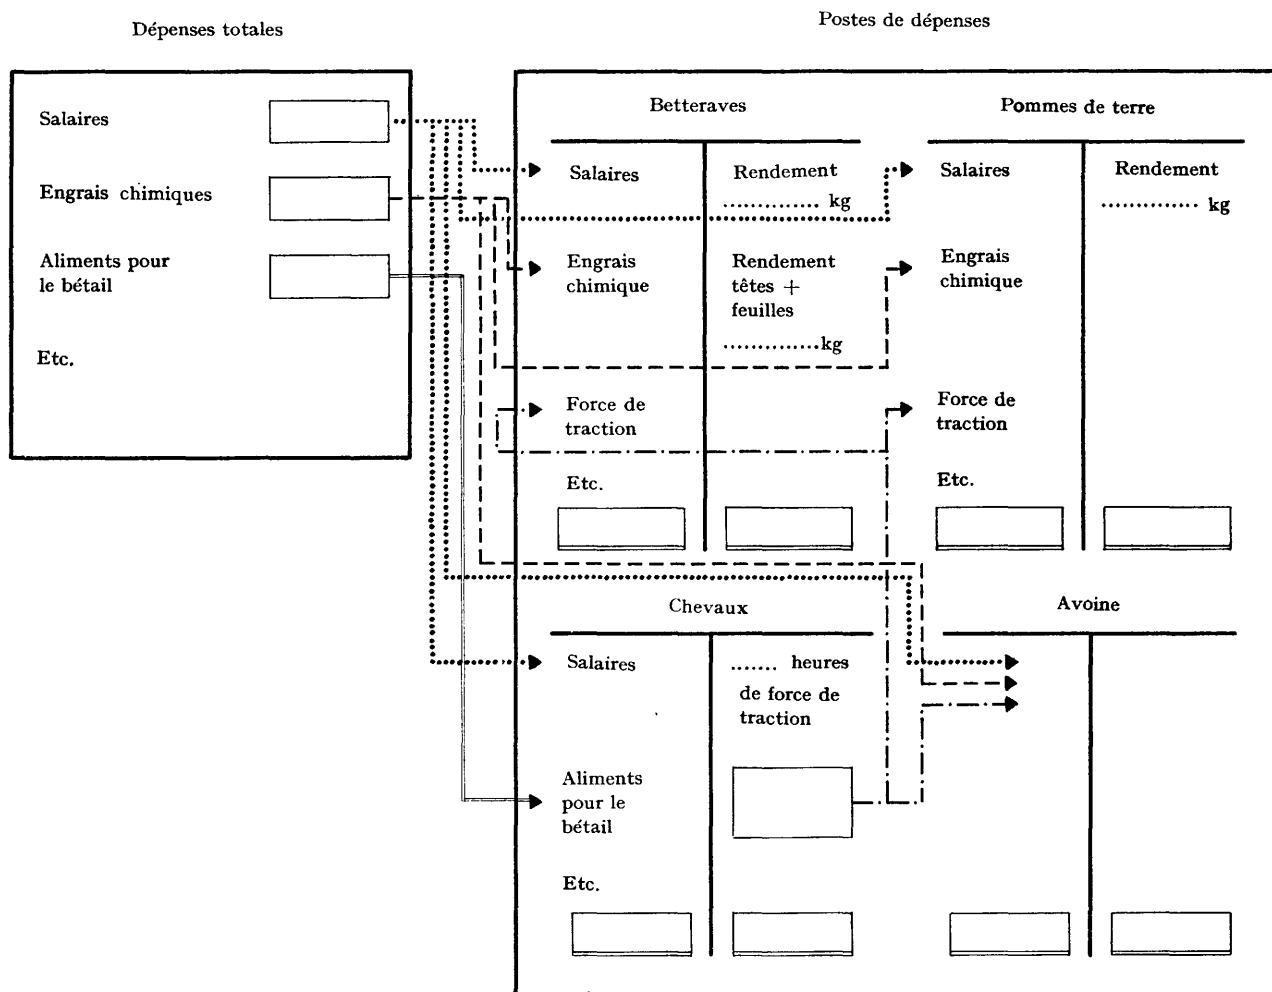 Dépenses totales
Postes de dépenses
Salaires
Engrais chimiques
Aliments pour
le bétail
Etc.
Betteraves
Salaires
Engrais
chimique
Force de
traction
Etc.
Rendement
.............. kg
Rendement
têtes +
feuilles
..............kg
Pommes de terre
Salaires
Engrais
chimique
Force de
traction
Etc.
Rendement
.............. kg
Chevaux
Salaires
Aliments
pour le
bétail
Etc.
....... heures
de force de
traction
Avoine